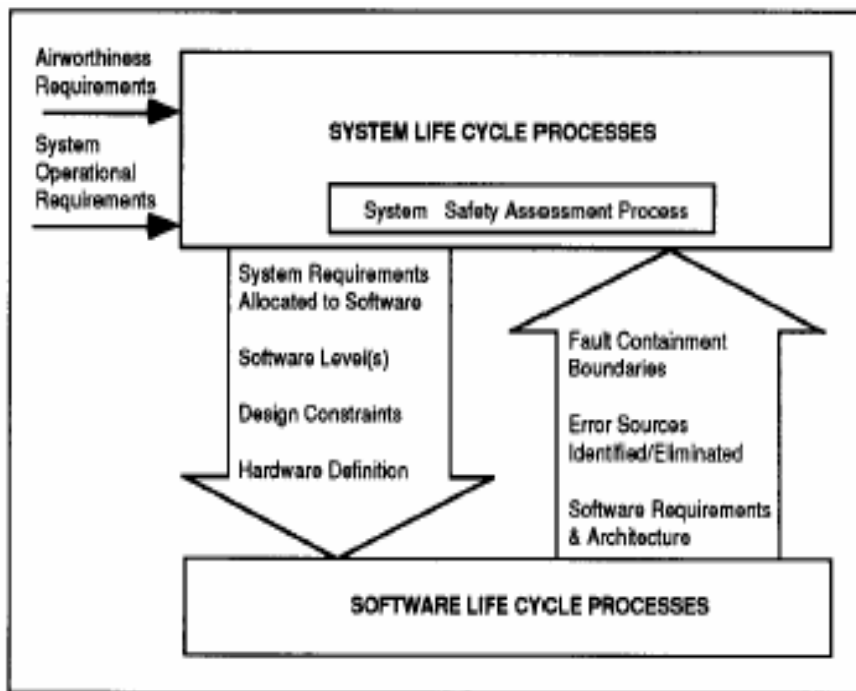 Airworthiness
Requirements
System
Operational
Requirements
SYSTEM LIFE CYCLE PROCESSES
System Safety Assessment Process
System Requirements
Allocated to Software
Software Level(s)
Design Constraints
Hardware Definition
Fault Containment
Boundaries
Error Sources
Identified/Eliminated
Software Requirements
& Architecture
SOFTWARE LIFE CYCLE PROCESSES